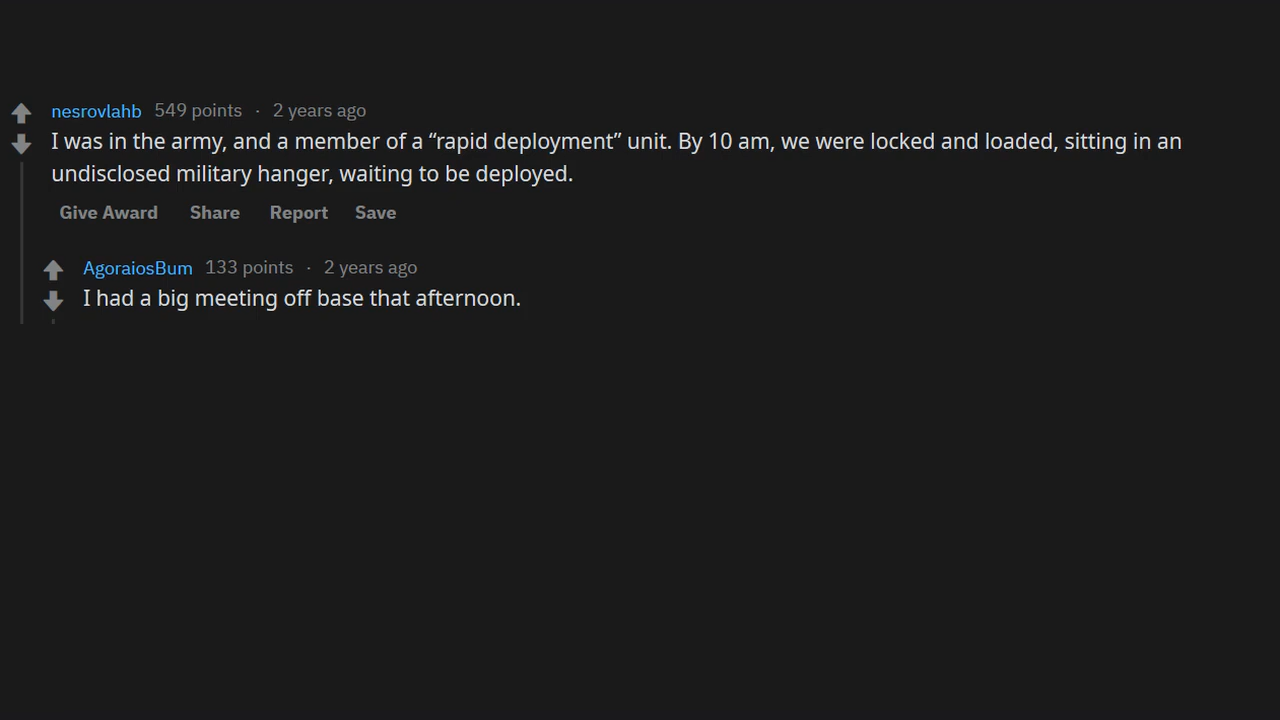 nesrovlahb 549 points · 2 years ago
I was in the army, and a member of a “rapid deployment” unit. By 10 am, we were locked and loaded, sitting in an
undisclosed military hanger, waiting to be deployed.
Give Award Share Report Save
AgoraiosBum 133 points · 2 years ago
I had a big meeting off base that afternoon.